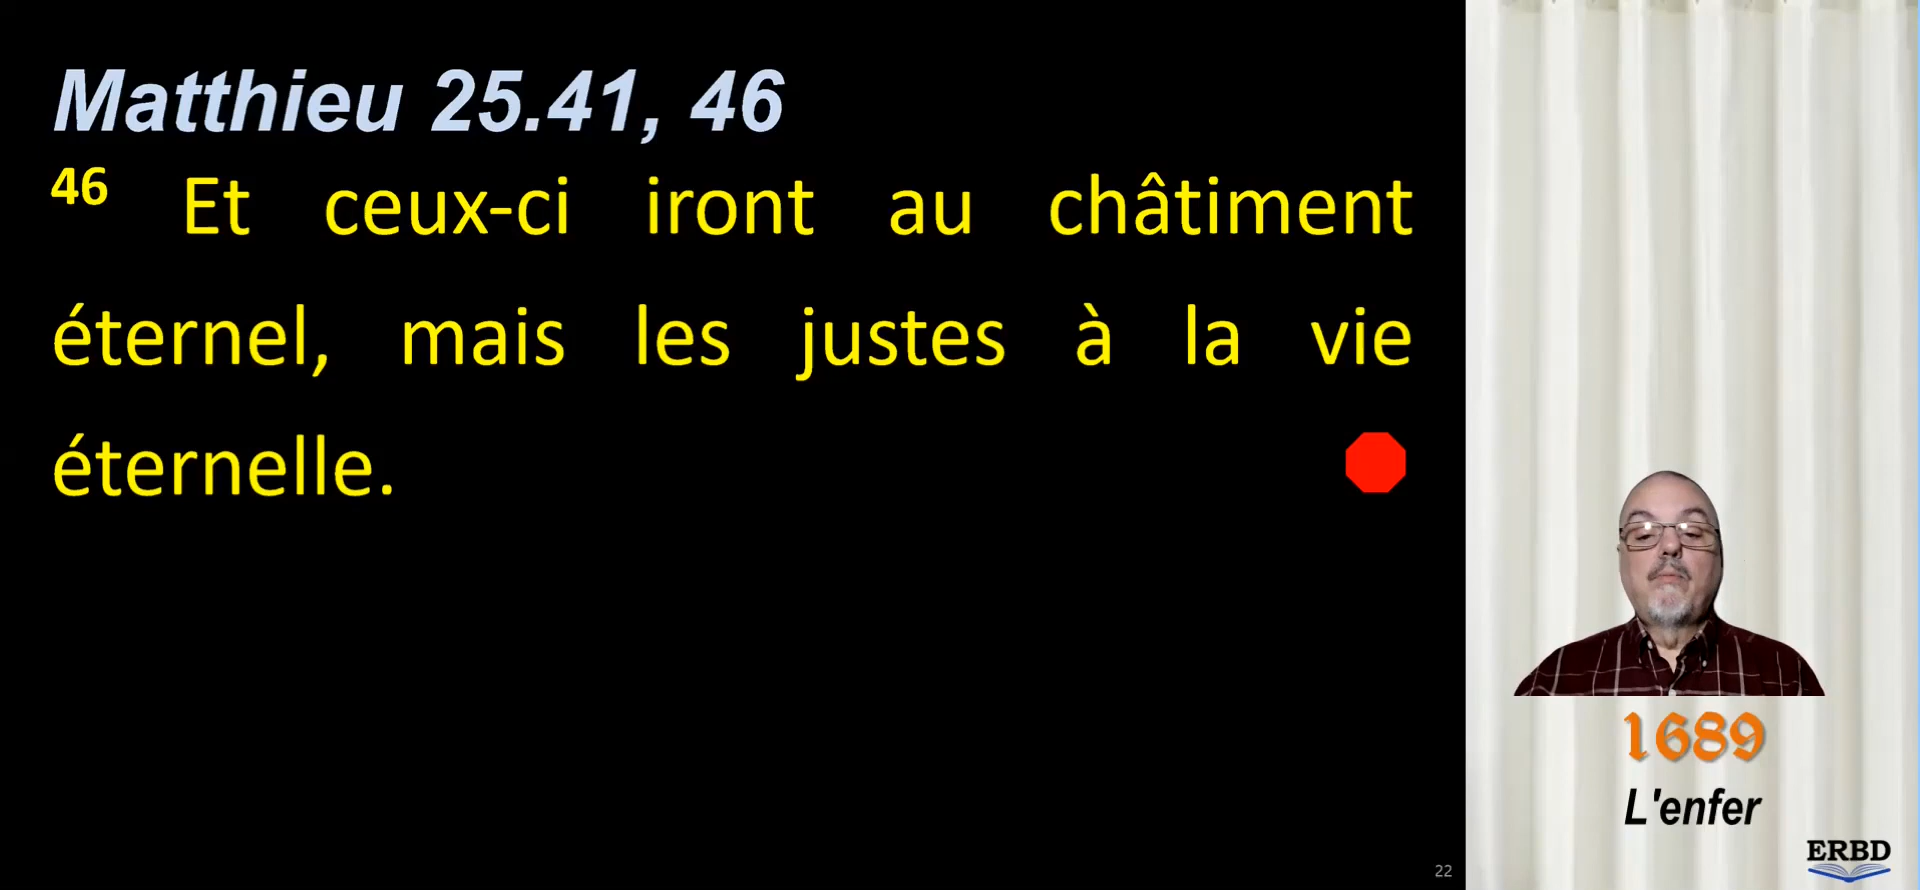 Matthieu 25.41, 46
46 Et ceux-ci iront au châtiment
éternel, mais les justes à la vie
éternelle.
22
1689
L'enfer
ERBD